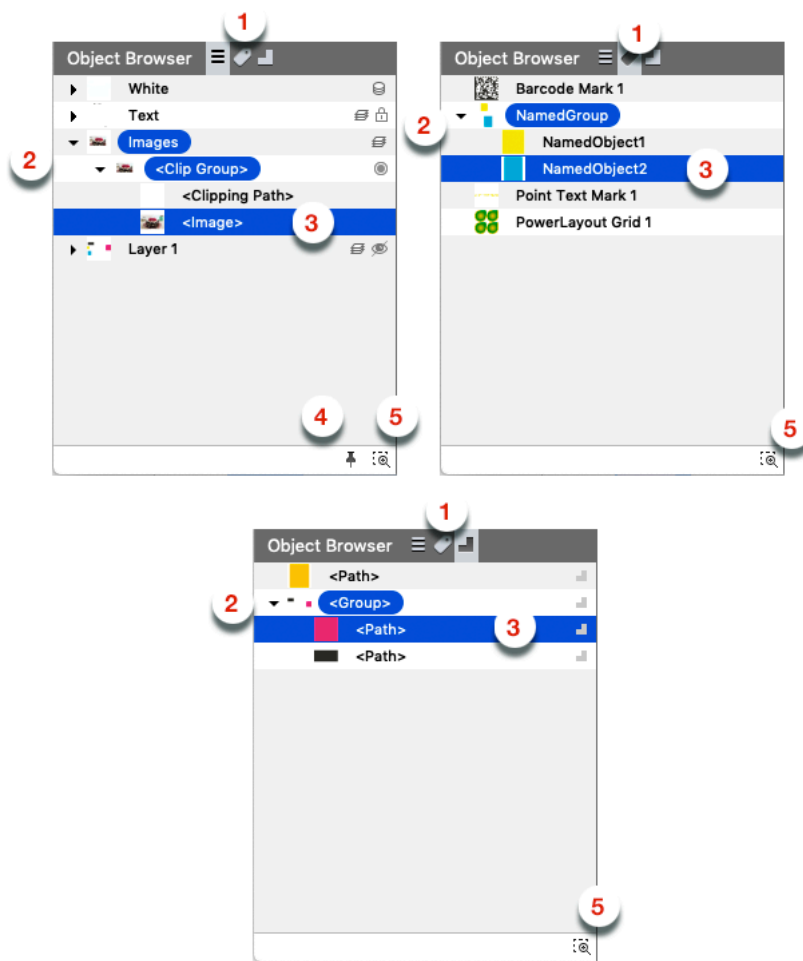 1
Object Browser
White
Text
2
Images
<Clip Group>
<Clipping Path>
<Image>
3
Layer 1
4
5
1
Object Browser
Barcode Mark 1
2
NamedGroup
NamedObject1
NamedObject2
3
Point Text Mark 1
PowerLayout Grid 1
5
1
Object Browser
<Path>
2
<Group>
<Path>
3
<Path>
5